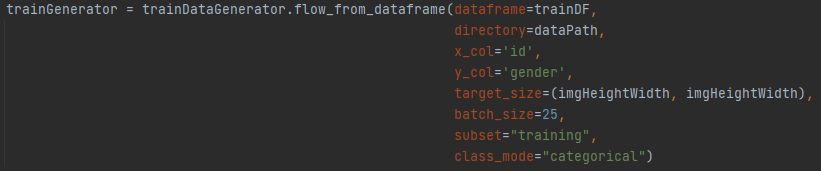 trainGenerator = trainDataGenerator.flow_from_dataframe(dataframe=trainDF,
directory=dataPath,
x_col='id',
y_col='gender',
target_size=(imgHeightWidth, imgHeightWidth),
batch_size=25,
subset="training",
class_mode="categorical")